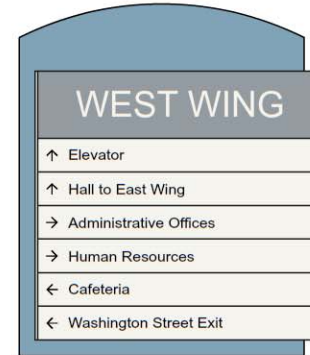 WEST WING
↑ Elevator
↑ Hall to East Wing
→ Administrative Offices
→ Human Resources
← Cafeteria
← Washington Street Exit